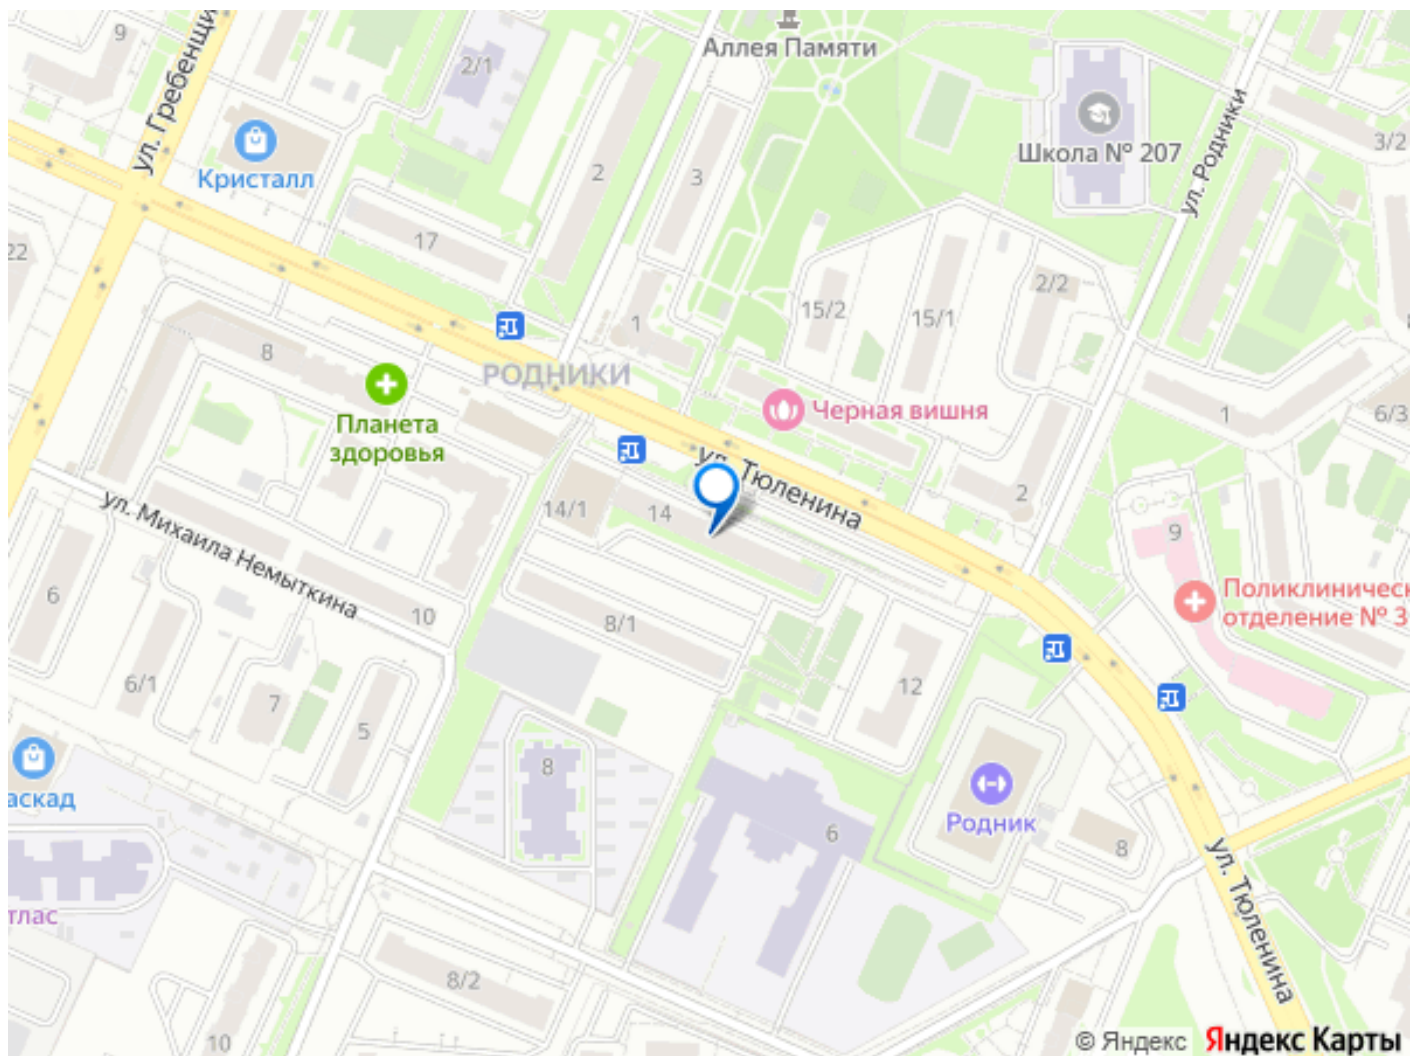 9
ул. Гребенщи
2/1
Аллея Памяти
Школа № 207
ул. Родники
3/2
Кристалл
2
3
17
22
2/2
15/2
15/1
1
8
РОДНИКИ
Черная вишня
1
6/3
Планета
здоровья
ул. Тюленина
14/1
14
2
9
ул. Михаила Немыткина
Поликлиническ
отделение № 3
6
10
8/1
12
6/1
7
5
8
аскад
Родник
6
8
ул. Тюленина
тлас
8/2
10
© Яндекс Яндекс Карты